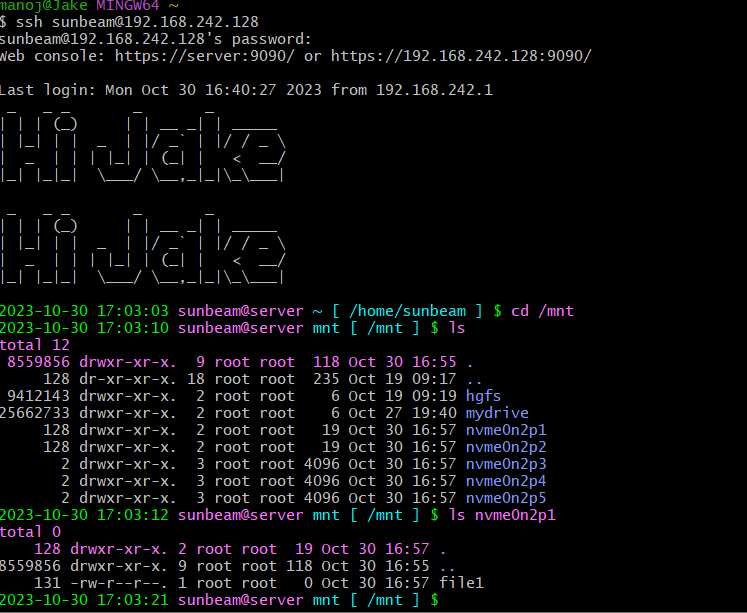 manoj@Jake MINGW64 ~
$ ssh sunbeam@192.168.242.128
sunbeam@192.168.242.128's password:
Web console: https://server:9090/ or https://192.168.242.128:9090/
Last login: Mon Oct 30 16:40:27 2023 from 192.168.242.1
Hi Jake
Hi Jake
2023-10-30 17:03:03 sunbeam@server ~ [ /home/sunbeam ] $ cd /mnt
2023-10-30 17:03:10 sunbeam@server mnt [ /mnt ] $ ls
total 12
8559856 drwxr-xr-x. 9 root root 118 Oct 30 16:55 .
128 dr-xr-xr-x. 18 root root 235 Oct 19 09:17 ..
9412143 drwxr-xr-x. 2 root root 6 Oct 19 09:19 hgfs
25662733 drwxr-xr-x. 2 root root 6 Oct 27 19:40 mydrive
128 drwxr-xr-x. 2 root root 19 Oct 30 16:57 nvme0n2p1
128 drwxr-xr-x. 2 root root 19 Oct 30 16:57 nvme0n2p2
2 drwxr-xr-x. 3 root root 4096 Oct 30 16:57 nvme0n2p3
2 drwxr-xr-x. 3 root root 4096 Oct 30 16:57 nvme0n2p4
2 drwxr-xr-x. 3 root root 4096 Oct 30 16:57 nvme0n2p5
2023-10-30 17:03:12 sunbeam@server mnt [ /mnt ] $ ls nvme0n2p1
total 0
128 drwxr-xr-x. 2 root root 19 Oct 30 16:57 .
8559856 drwxr-xr-x. 9 root root 118 Oct 30 16:55 ..
131 -rw-r--r--. 1 root root 0 Oct 30 16:57 file1
2023-10-30 17:03:21 sunbeam@server mnt [ /mnt ] $